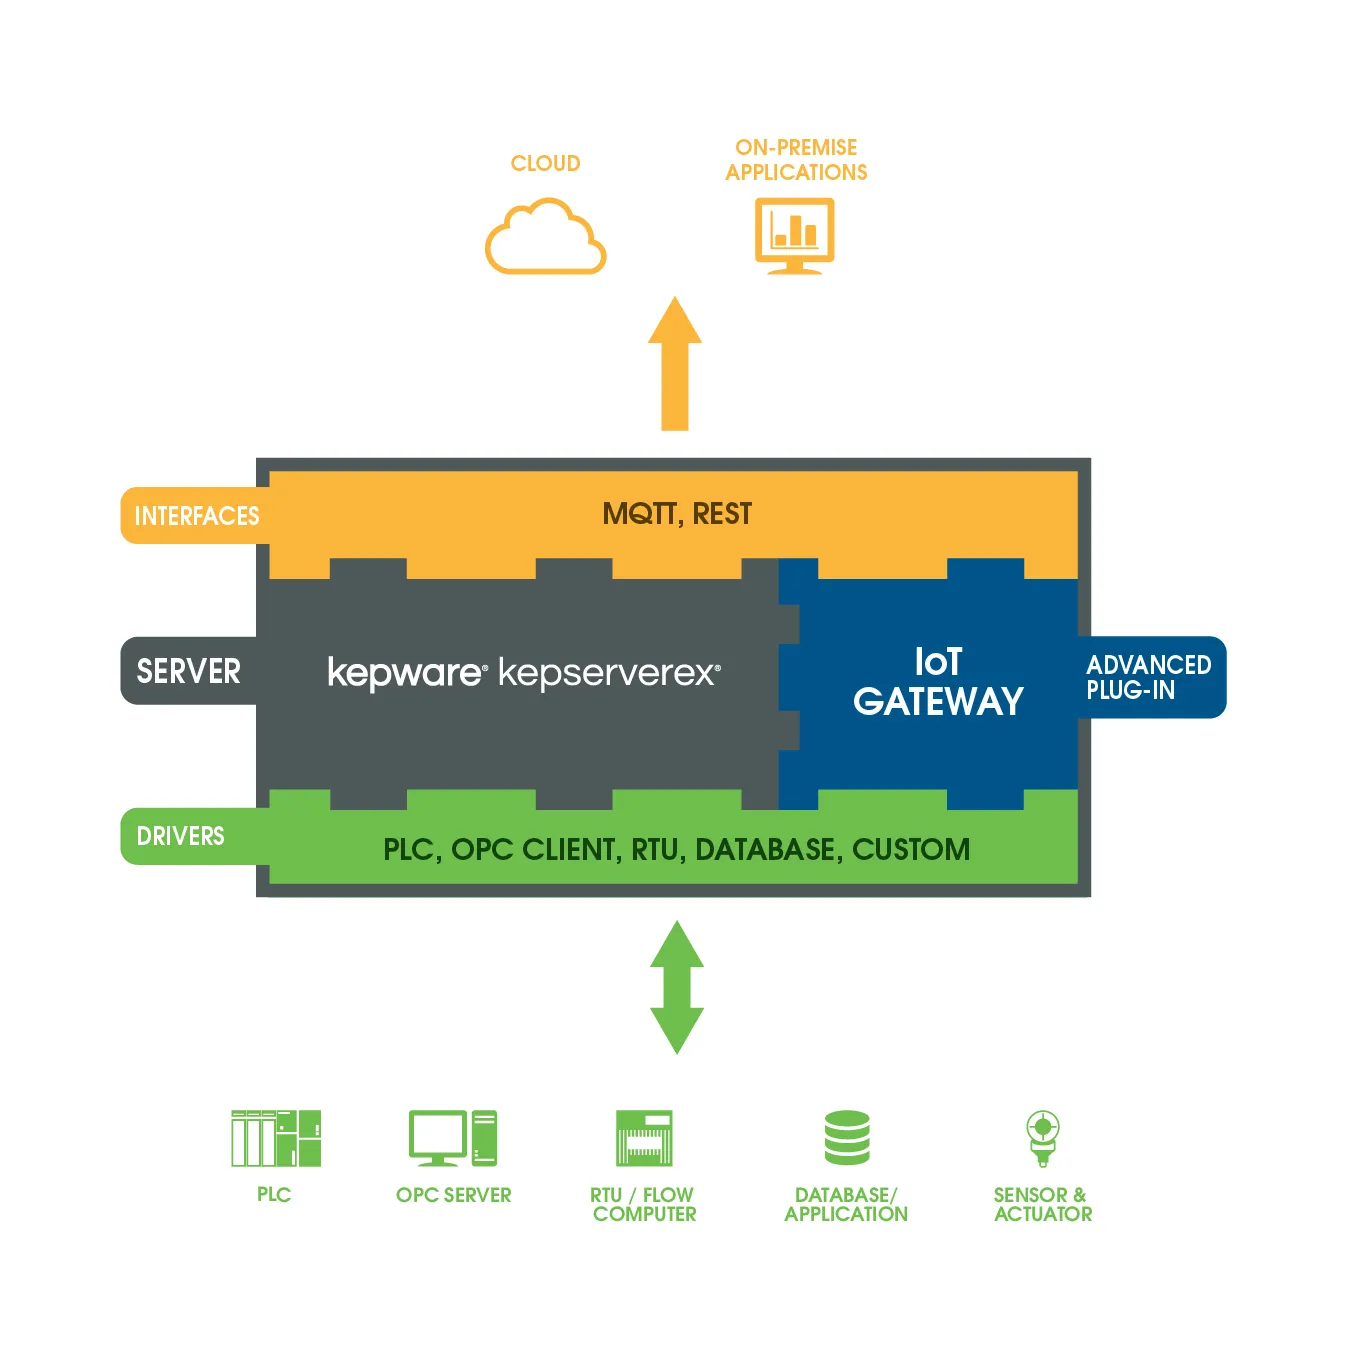 CLOUD
ON-PREMISE
APPLICATIONS
INTERFACES
MQTT, REST
SERVER
kepware® kepserverex®
IoT
GATEWAY
ADVANCED
PLUG-IN
DRIVERS
PLC, OPC CLIENT, RTU, DATABASE, CUSTOM
PLC
OPC SERVER
RTU / FLOW
COMPUTER
DATABASE/
APPLICATION
SENSOR &
ACTUATOR